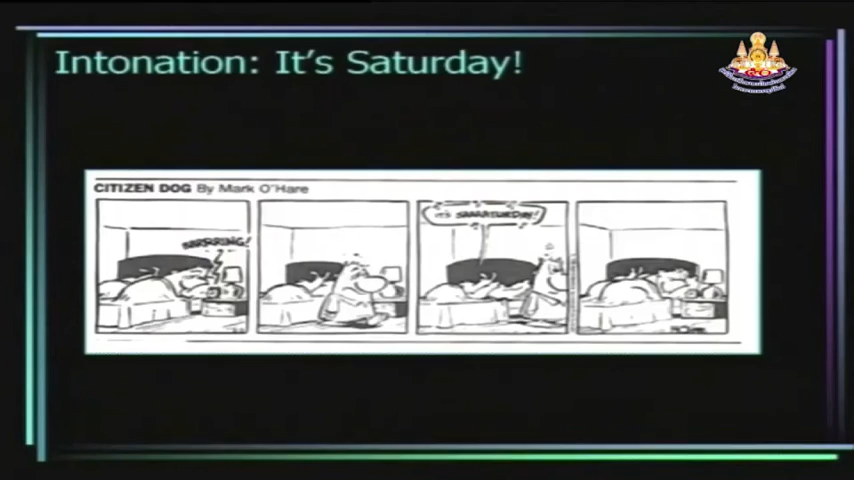 Intonation: It's Saturday!
CITIZEN DOG By Mark O'Hare
BRRRRING!
IT'S SAAAATURDAY!